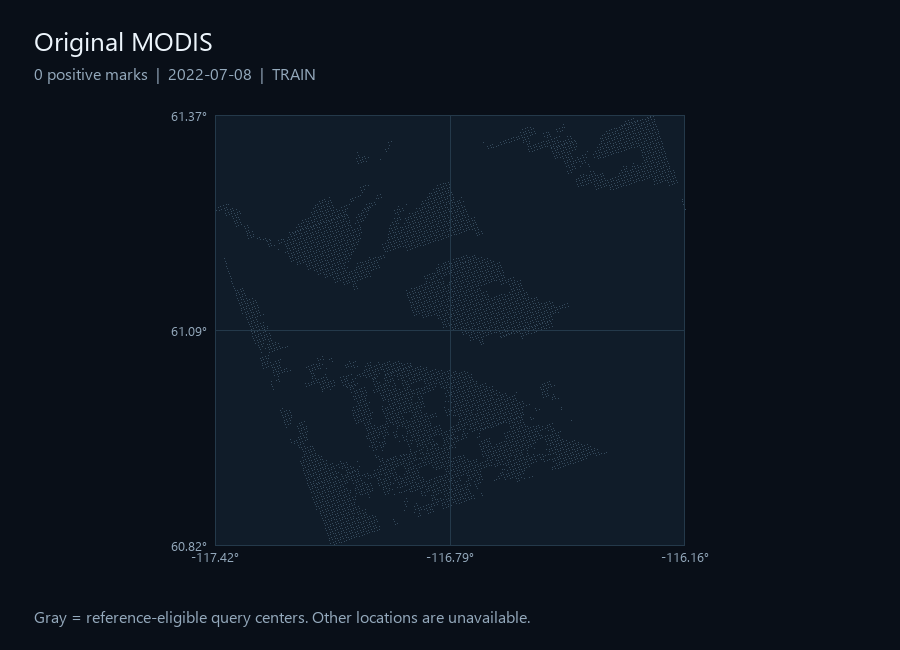 Original MODIS
0 positive marks | 2022-07-08 | TRAIN
61.37°
61.09°
60.82°
-117.42°
-116.79°
-116.16°
Gray = reference-eligible query centers. Other locations are unavailable.